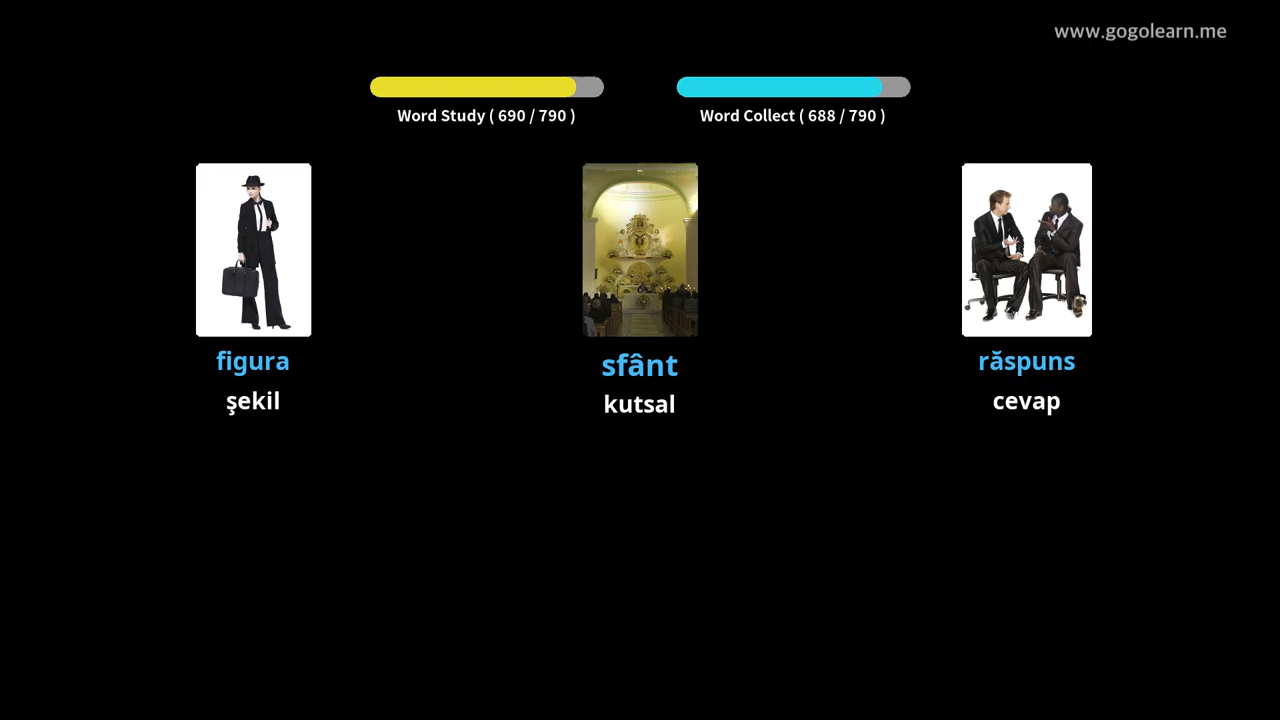 www.gogolearn.me
Word Study ( 690 / 790 )
Word Collect ( 688 / 790 )
figura
şekil
sfânt
kutsal
răspuns
cevap